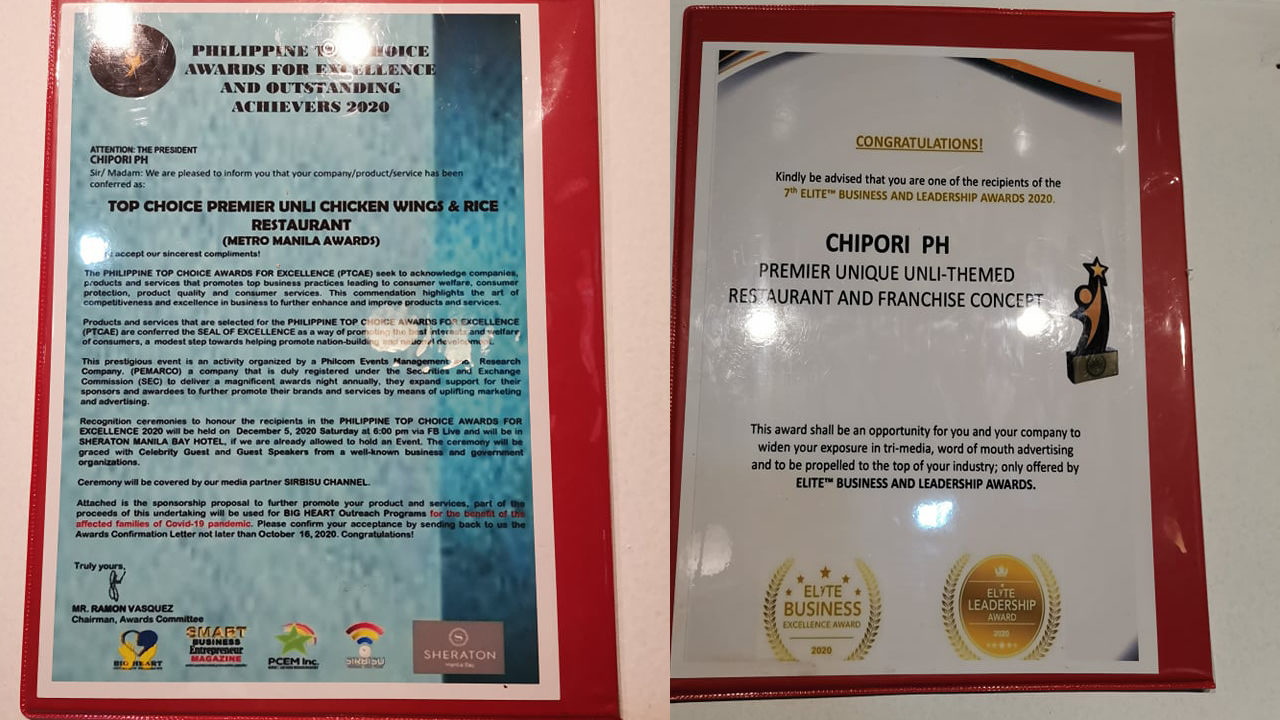 PHILIPPINE TOP CHOICE
AWARDS FOR EXCELLENCE
AND OUTSTANDING
ACHIEVERS 2020
ATTENTION: THE PRESIDENT
CHIPORI PH
Sir/ Madam: We are pleased to inform you that your company/product/service has been
conferred as:
TOP CHOICE PREMIER UNLI CHICKEN WINGS & RICE
RESTAURANT
(METRO MANILA AWARDS)
accept our sincerest compliments!
The PHILIPPINE TOP CHOICE AWARDS FOR EXCELLENCE (PTCAE) seek to acknowledge companies,
products and services that promotes top business practices leading to consumer welfare, consumer
protection, product quality and consumer services. This commendation highlights the art of
competitiveness and excellence in business to further enhance and improve products and services.
Products and services that are selected for the PHILIPPINE TOP CHOICE AWARDS FOR EXCELLENCE
(PTCAE) are conferred the SEAL OF EXCELLENCE as a way of promoting the best interests and welfare
of consumers, a modest step towards helping promote nation-building and national development.
This prestigious event is an activity organized by a Philcom Events Management and Research
Company. (PEMARCO) a company that is duly registered under the Securities and Exchange
Commission (SEC) to deliver a magnificent awards night annually, they expand support for their
sponsors and awardees to further promote their brands and services by means of uplifting marketing
and advertising.
Recognition ceremonies to honour the recipients in the PHILIPPINE TOP CHOICE AWARDS FOR
EXCELLENCE 2020 will be held on December 5, 2020 Saturday at 6:00 pm via FB Live and will be in
SHERATON MANILA BAY HOTEL, if we are already allowed to hold an Event. The ceremony will be
graced with Celebrity Guest and Guest Speakers from a well-known business and government
organizations.
Ceremony will be covered by our media partner SIRBISU CHANNEL.
Attached is the sponsorship proposal to further promote your product and services, part of the
proceeds of this undertaking will be used for BIG HEART Outreach Programs for the benefit of the
affected families of Covid-19 pandemic. Please confirm your acceptance by sending back to us the
Awards Confirmation Letter not later than October 16, 2020. Congratulations!
Truly yours,
MR. RAMON VASQUEZ
Chairman, Awards Committee
BIG HEART
SMART
BUSINESS
Entrepreneur
MAGAZINE
PCEM Inc.
SIRBISU
SHERATON
Manila Bay
CONGRATULATIONS!
Kindly be advised that you are one of the recipients of the
7th ELITE™ BUSINESS AND LEADERSHIP AWARDS 2020.
CHIPORI PH
PREMIER UNIQUE UNLI-THEMED
RESTAURANT AND FRANCHISE CONCEPT
This award shall be an opportunity for you and your company to
widen your exposure in tri-media, word of mouth advertising
and to be propelled to the top of your industry; only offered by
ELITE™ BUSINESS AND LEADERSHIP AWARDS.
ELITE
BUSINESS
EXCELLENCE AWARD
2020
ELITE
LEADERSHIP
AWARD
2020